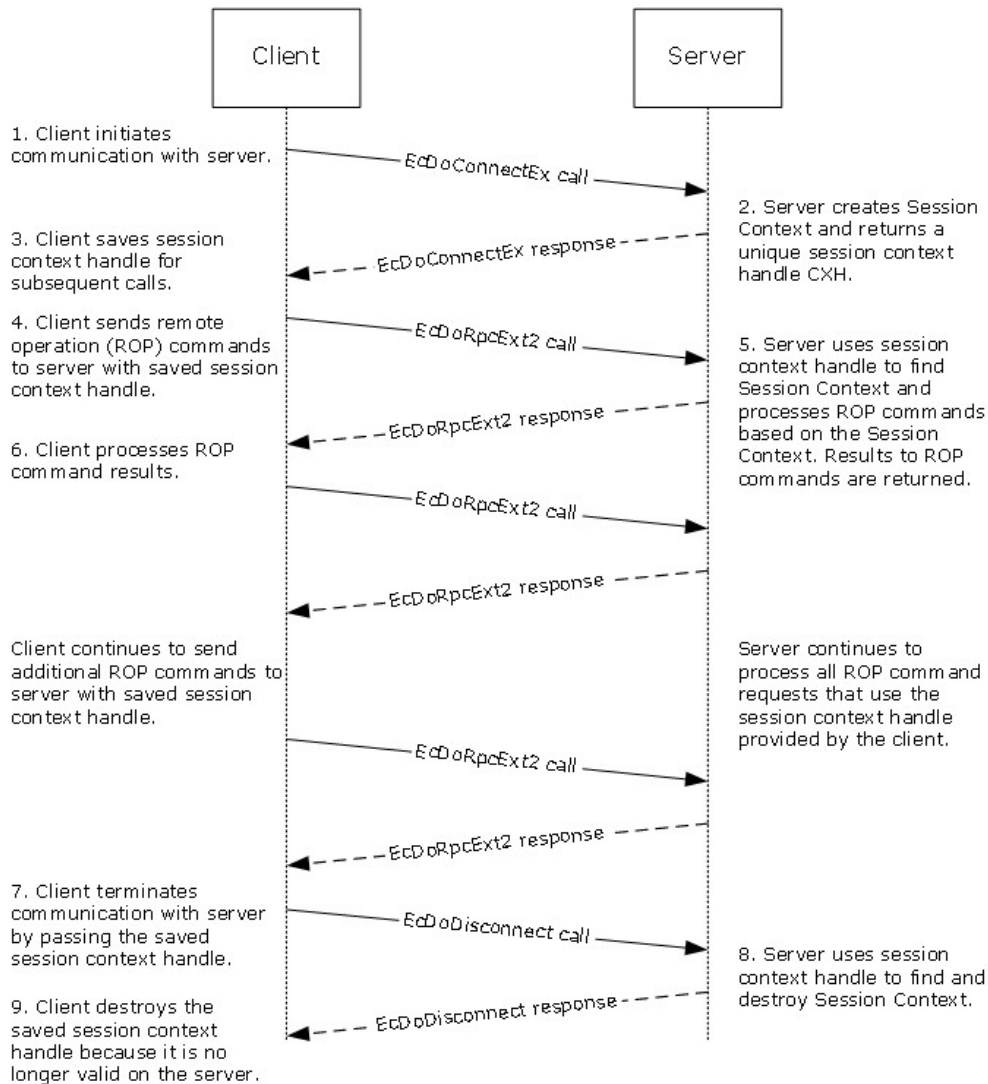 Client
Server
1. Client initiates
communication with server.
EcDoConnectEx call
2. Server creates Session
Context and returns a
unique session context
handle CXH.
EcDoConnectEx response
3. Client saves session
context handle for
subsequent calls.
4. Client sends remote
operation (ROP) commands
to server with saved session
context handle.
EcDoRpcExt2 call
5. Server uses session
context handle to find
Session Context and
processes ROP commands
based on the Session
Context. Results to ROP
commands are returned.
EcDoRpcExt2 response
6. Client processes ROP
command results.
EcDoRpcExt2 call
EcDoRpcExt2 response
Client continues to send
additional ROP commands to
server with saved session
context handle.
Server continues to
process all ROP command
requests that use the
session context handle
provided by the client.
EcDoRpcExt2 call
EcDoRpcExt2 response
7. Client terminates
communication with server
by passing the saved
session context handle.
EcDoDisconnect call
8. Server uses session
context handle to find and
destroy Session Context.
EcDoDisconnect response
9. Client destroys the
saved session context
handle because it is no
longer valid on the server.